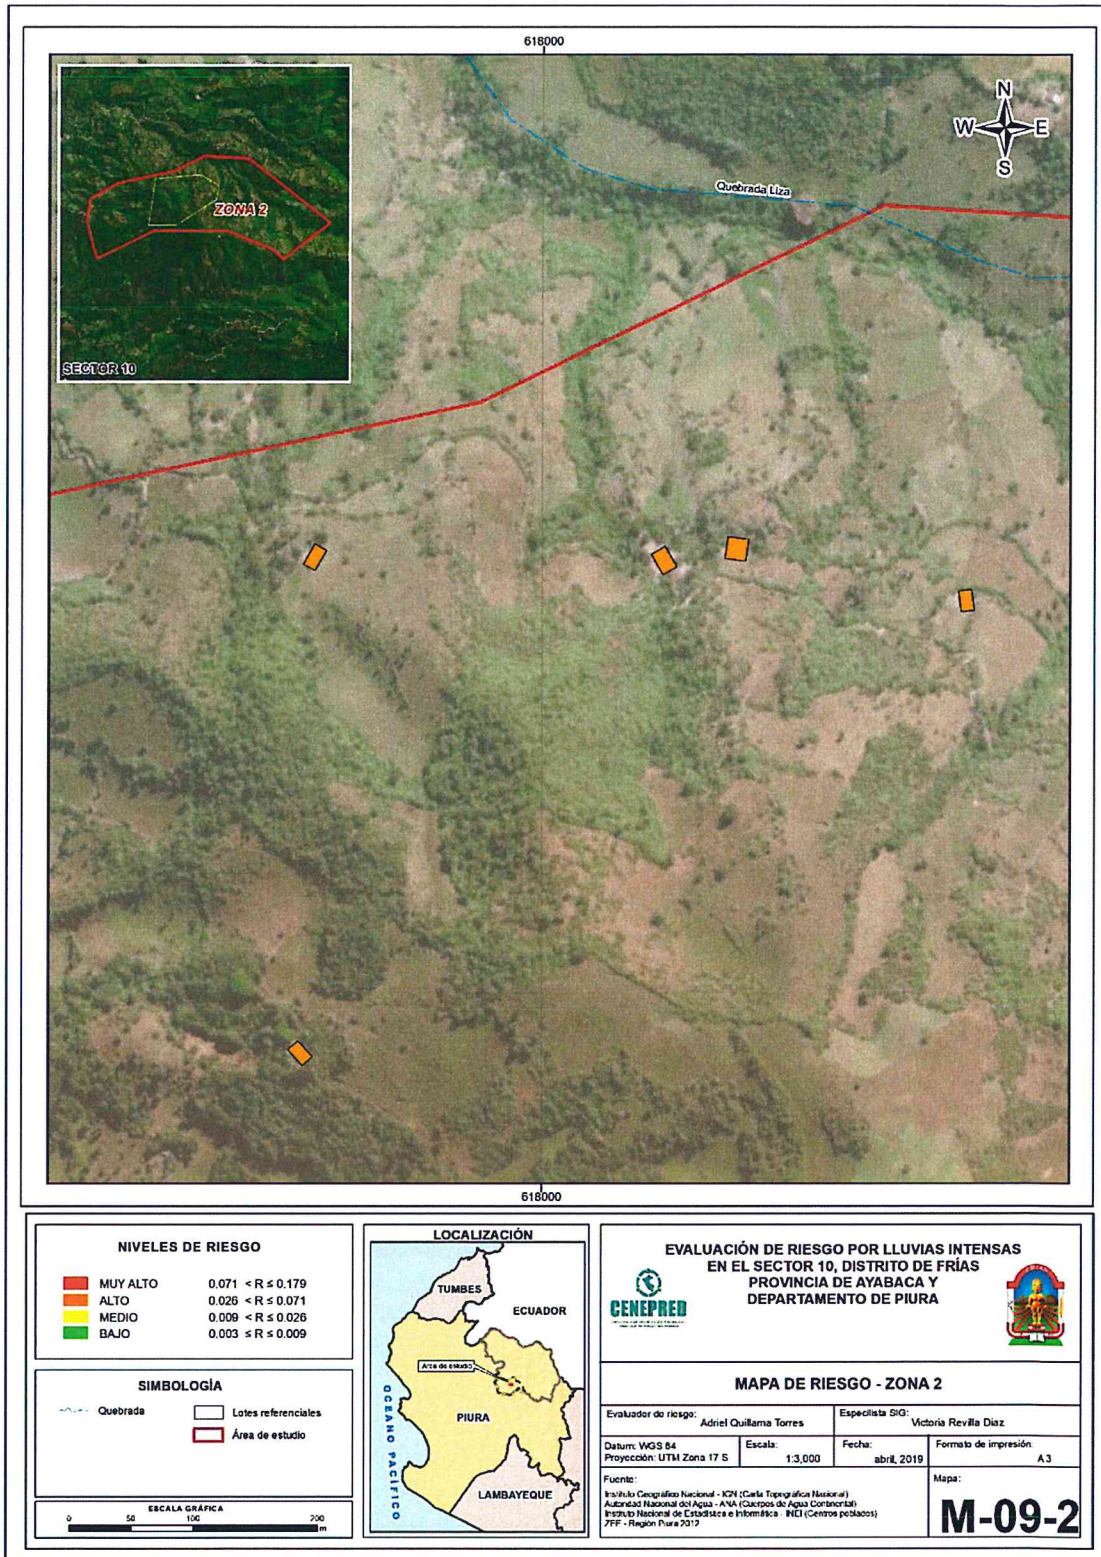 618000
N
W E
S
Quebrada Liza
ZONA 2
SECTOR 10
618000
NIVELES DE RIESGO
MUY ALTO 0.071 < R ≤ 0.179
ALTO 0.026 < R ≤ 0.071
MEDIO 0.009 < R ≤ 0.026
BAJO 0.003 ≤ R ≤ 0.009
SIMBOLOGÍA
Quebrada
Lotes referenciales
Área de estudio
ESCALA GRÁFICA
0 50 100 200
m
LOCALIZACIÓN
TUMBES
ECUADOR
Area de estudio
PIURA
OCEANO PACÍFICO
LAMBAYEQUE
CENEPRED
EVALUACIÓN DE RIESGO POR LLUVIAS INTENSAS
EN EL SECTOR 10, DISTRITO DE FRÍAS
PROVINCIA DE AYABACA Y
DEPARTAMENTO DE PIURA
MAPA DE RIESGO - ZONA 2
Evaluador de riesgo:
Adriel Quillama Torres
Especilista SIG:
Victoria Revilla Diaz
Datum: WGS 84
Proyección: UTM Zona 17 S
Escala:
1:3,000
Fecha:
abril, 2019
Formato de impresión:
A3
Fuente:
Instituto Geográfico Nacional - IGN (Carta Topográfica Nacional)
Autoridad Nacional del Agua - ANA (Cuerpos de Agua Continental)
Instituto Nacional de Estadística e Informática - INEI (Centros poblados)
ZEE - Región Piura 2012
Mapa:
M-09-2